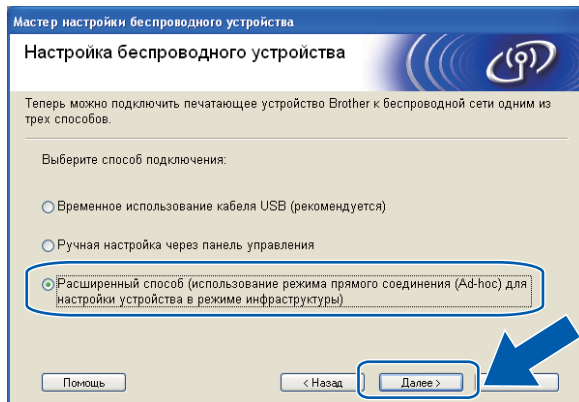 Мастер настройки беспроводного устройства
Настройка беспроводного устройства
Теперь можно подключить печатающее устройство Brother к беспроводной сети одним из
трех способов.
Выберите способ подключения:
Временное использование кабеля USB (рекомендуется)
Ручная настройка через панель управления
Расширенный способ (использование режима прямого соединения (Ad-hoc) для
настройки устройства в режиме инфраструктуры)
Помощь
< Назад
Далее >